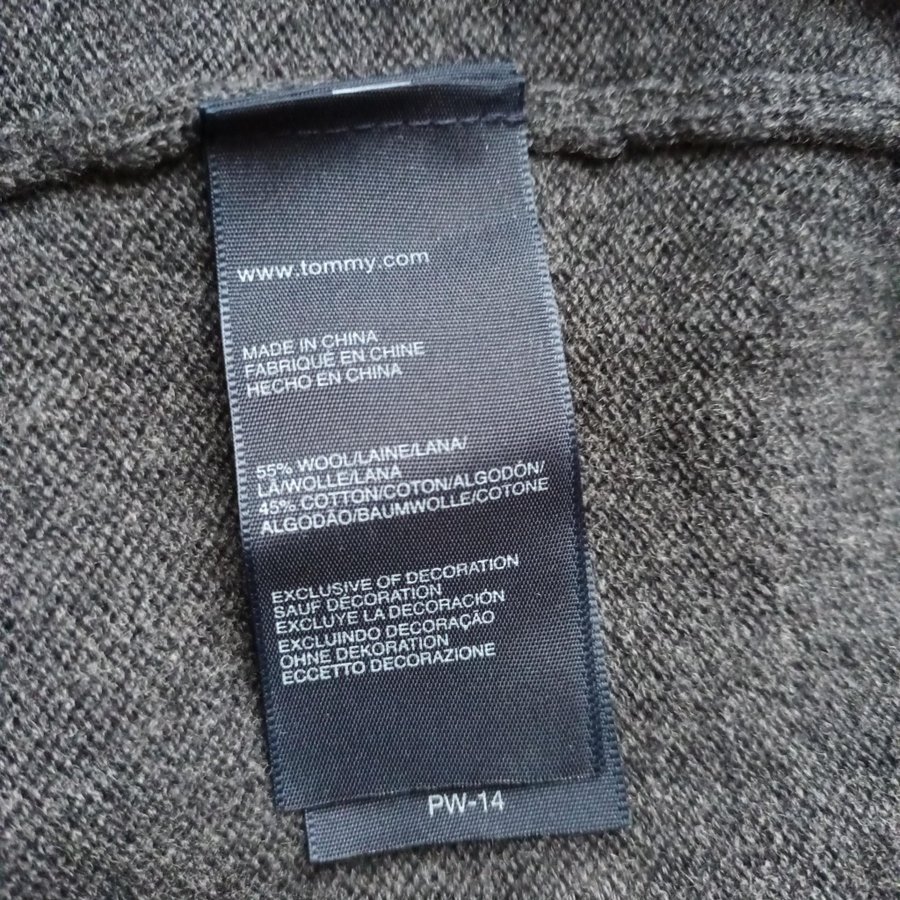 www.tommy.com
MADE IN CHINA
FABRIQUÉ EN CHINE
HECHO EN CHINA
55% WOOL/LAINE/LANA/
LÃ/WOLLE/LANA
45% COTTON/COTON/ALGODÓN/
ALGODÃO/BAUMWOLLE/COTONE
EXCLUSIVE OF DECORATION
SAUF DÉCORATION
EXCLUYE LA DECORACIÓN
EXCLUINDO DECORAÇÃO
OHNE DEKORATION
ECCETTO DECORAZIONE
PW-14